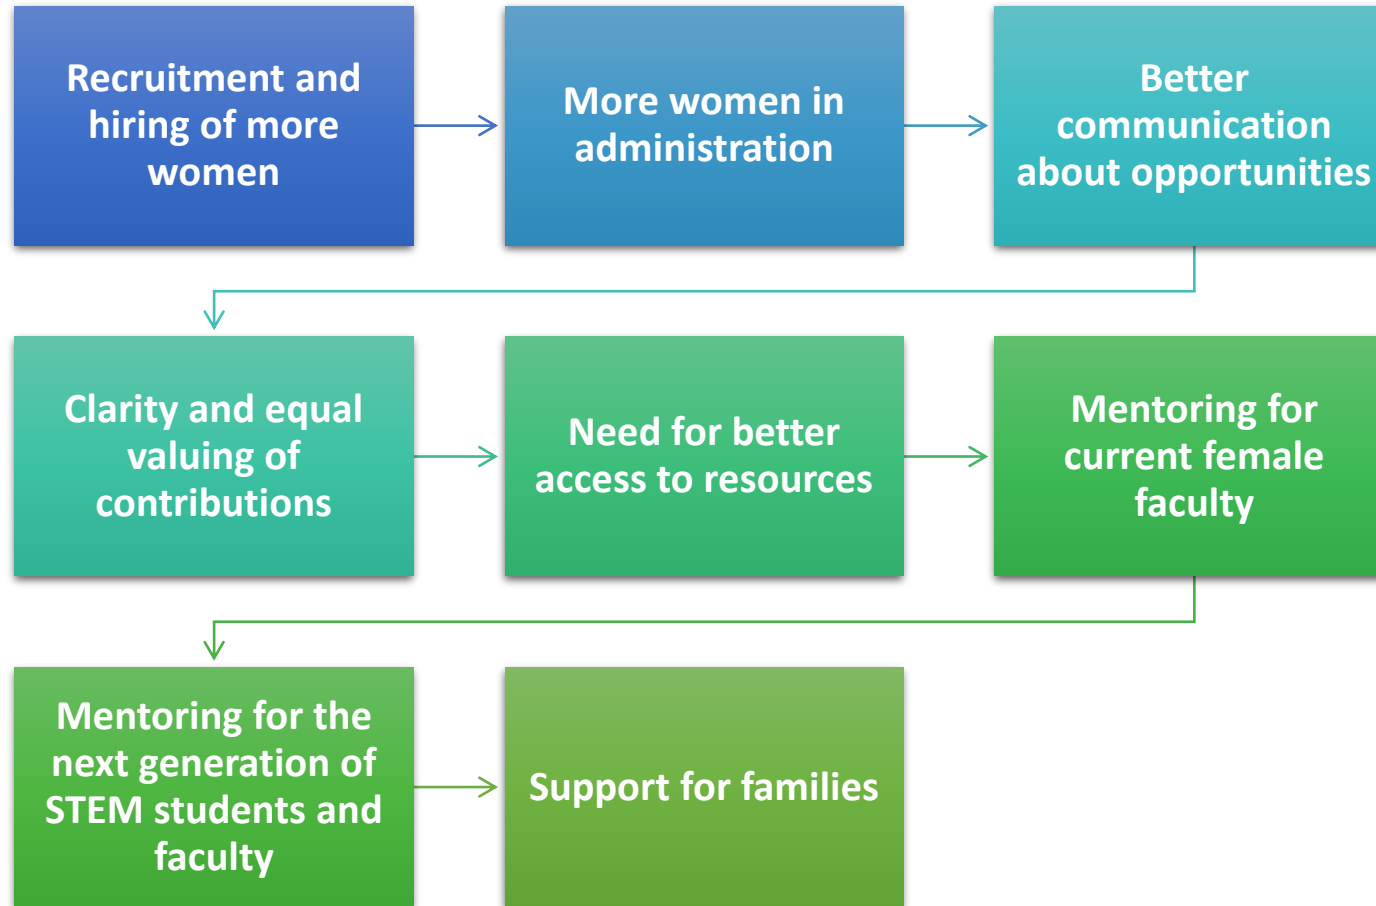 Recruitment and
hiring of more
women
More women in
administration
Better
communication
about opportunities
Clarity and equal
valuing of
contributions
Need for better
access to resources
Mentoring for
current female
faculty
Mentoring for the
next generation of
STEM students and
faculty
Support for families